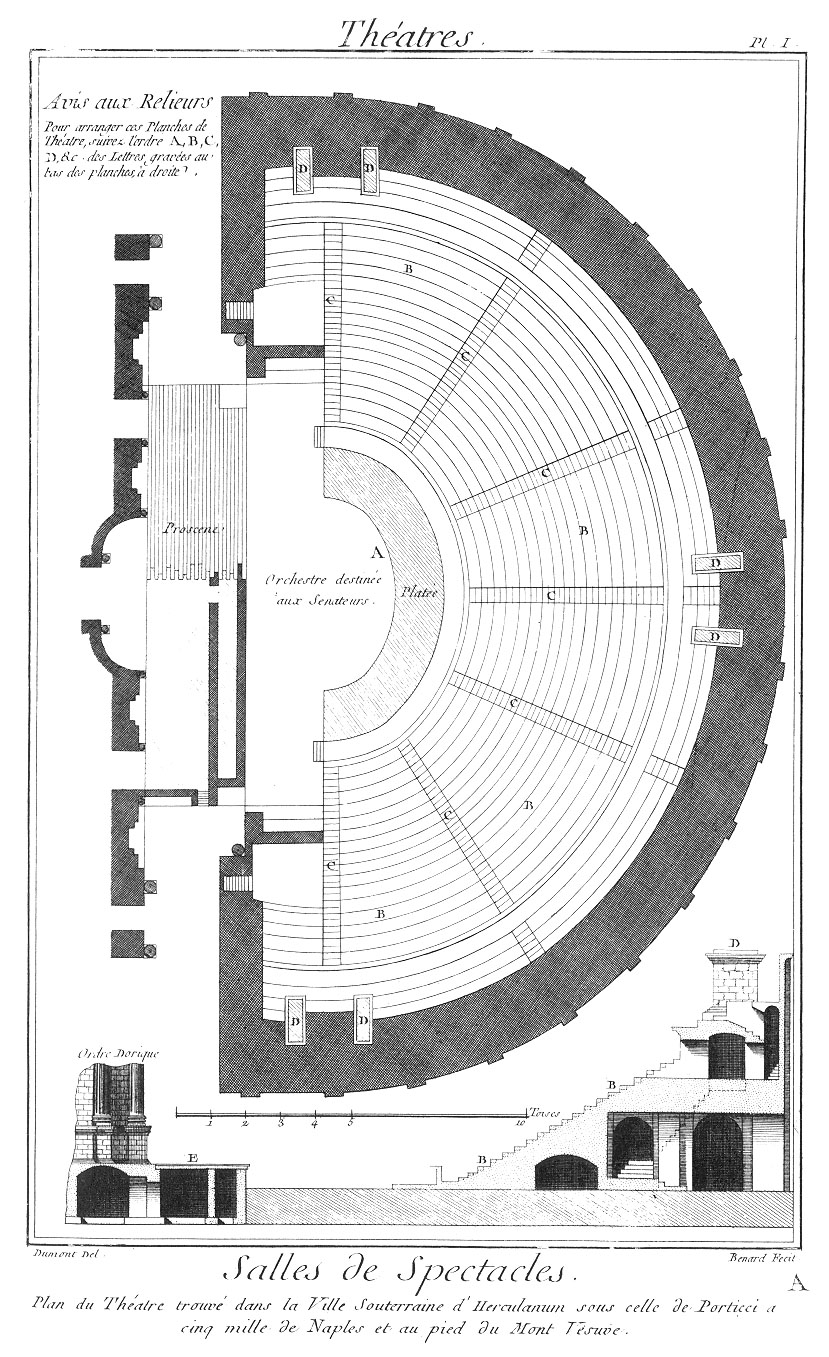 Théatres.
Pl. I.
Avis aux Relieurs
Pour arranger ces Planches de
Théatre, suivez l'ordre A, B, C,
D, &c. des Lettres gravées au
bas des planches, à droite.
D
D
B
C
C
C
B
Proscene
A
Orchestre destinée
aux Senateurs.
Platée
D
C
D
C
C
B
C
B
D
D
D
Ordre Dorique
B
1 2 3 4 5 10 Toises
E
B
Dumont Del.
Benard Fecit
Salles de Spectacles.
A
Plan du Théatre trouvé dans la Ville Souterraine d'Herculanum sous celle de Porticci a
cinq mille de Naples et au pied du Mont Vésuve.